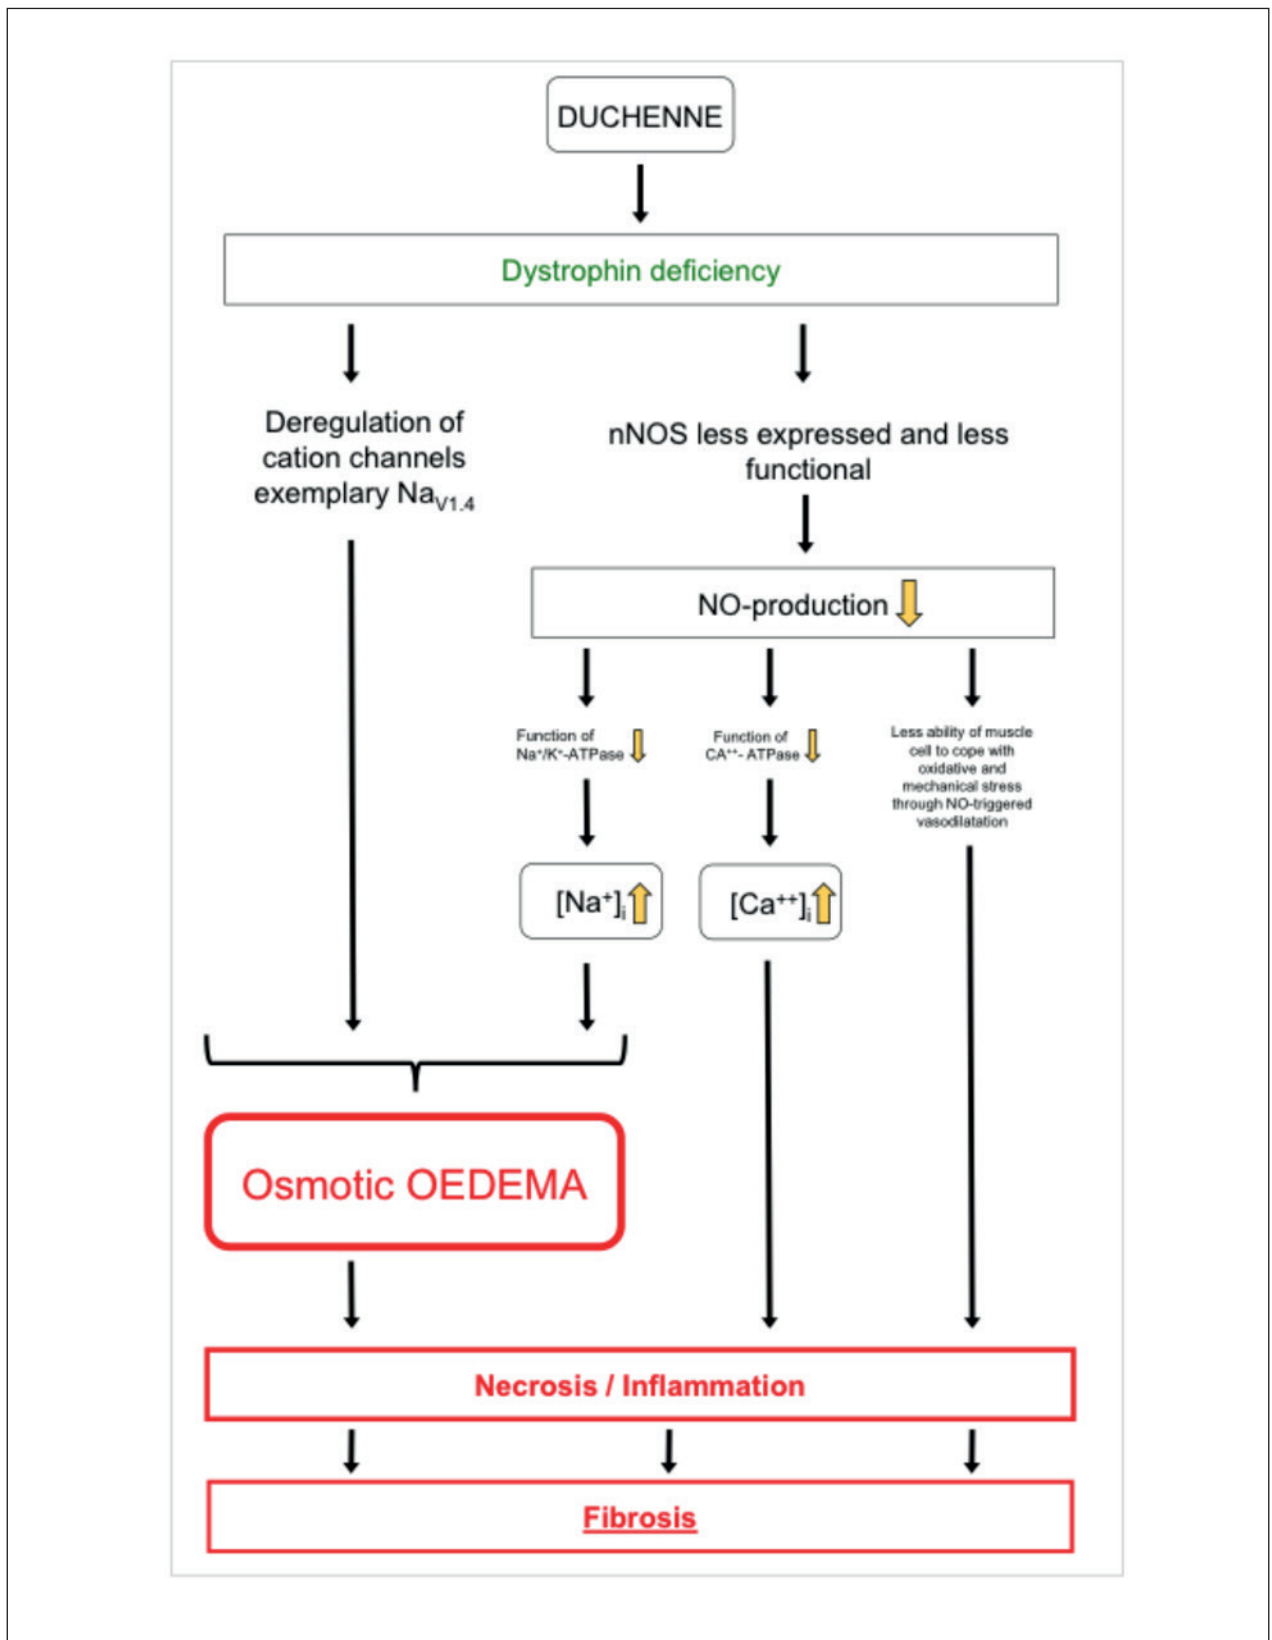 DUCHENNE
Dystrophin deficiency
Deregulation of
cation channels
exemplary Na_V1.4
nNOS less expressed and less
functional
NO-production
Function of
Na⁺/K⁺-ATPase
Function of
CA⁺⁺- ATPase
Less ability of muscle
cell to cope with
oxidative and
mechanical stress
through NO-triggered
vasodilatation
[Na⁺]ᵢ
[Ca⁺⁺]ᵢ
Osmotic OEDEMA
Necrosis / Inflammation
Fibrosis